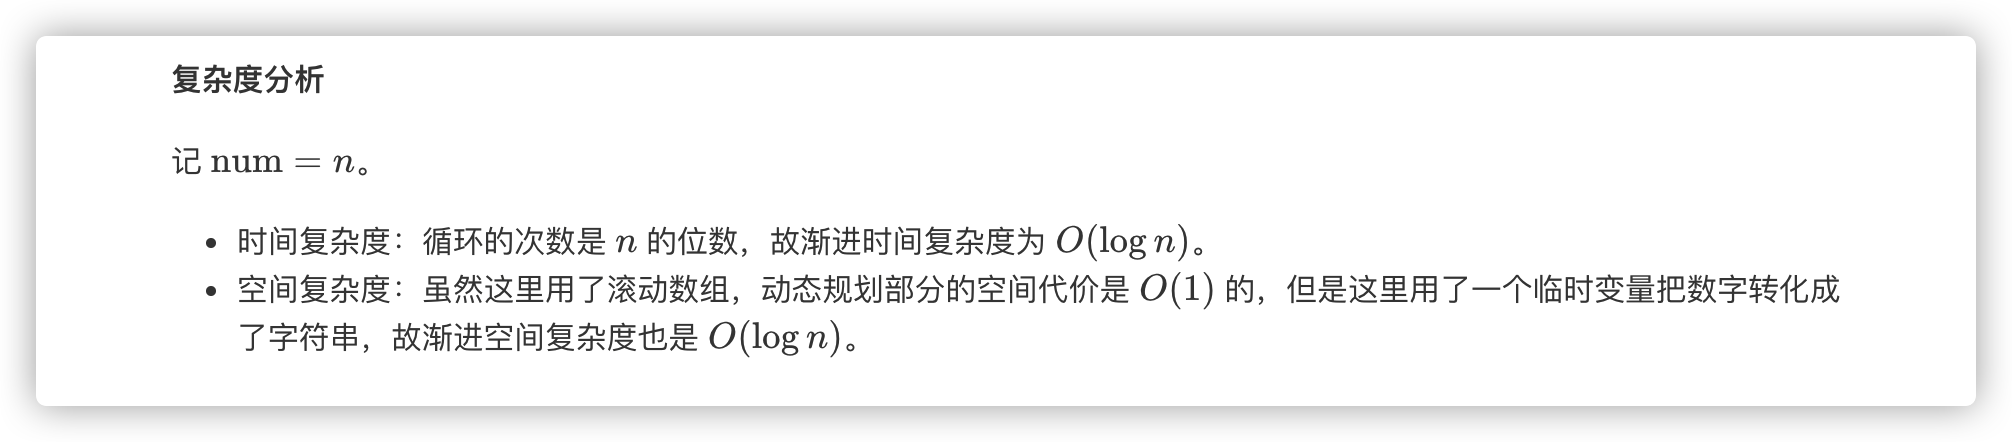 复杂度分析
记 num = n。
• 时间复杂度：循环的次数是 n 的位数，故渐进时间复杂度为 O(log n)。
• 空间复杂度：虽然这里用了滚动数组，动态规划部分的空间代价是 O(1) 的，但是这里用了一个临时变量把数字转化成
了字符串，故渐进空间复杂度也是 O(log n)。